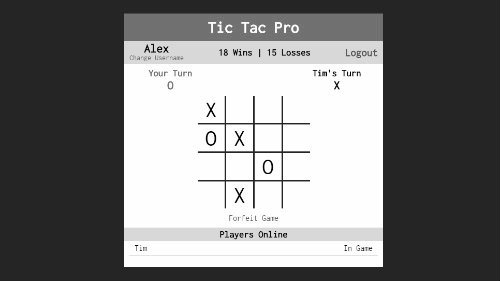 Tic Tac Pro
Alex
Change Username
18 Wins | 15 Losses
Logout
Your Turn
O
Tim's Turn
X
X
O X
O
X
Forfeit Game
Players Online
Tim In Game